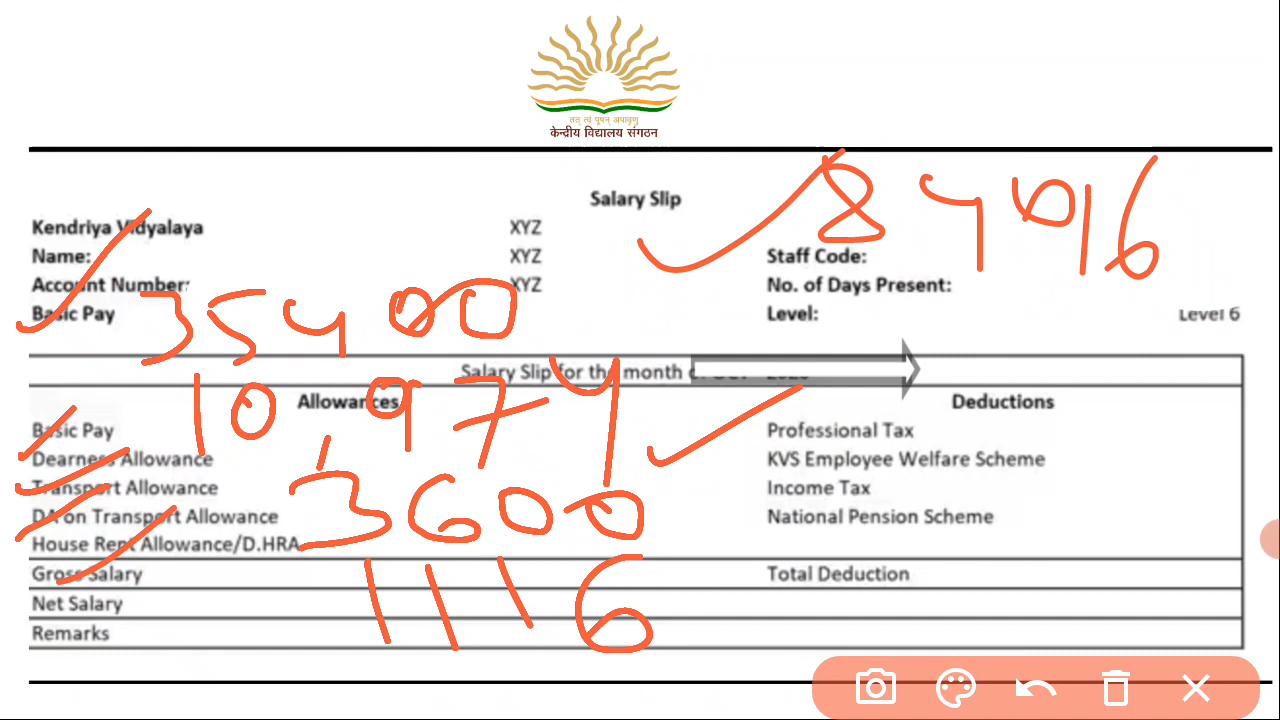 तत् त्वं पूषन् अपावृणु
केन्द्रीय विद्यालय संगठन
Salary Slip
8496
Kendriya Vidyalaya XYZ
Name: XYZ Staff Code:
Account Number: XYZ No. of Days Present:
Basic Pay 35400 Level: Level 6
Salary Slip for the month
Allowances Deductions
10,974
Basic Pay Professional Tax
Dearness Allowance KVS Employee Welfare Scheme
Transport Allowance Income Tax
3600
DA on Transport Allowance National Pension Scheme
House Rent Allowance/D.HRA
Gross Salary Total Deduction
1116
Net Salary
Remarks